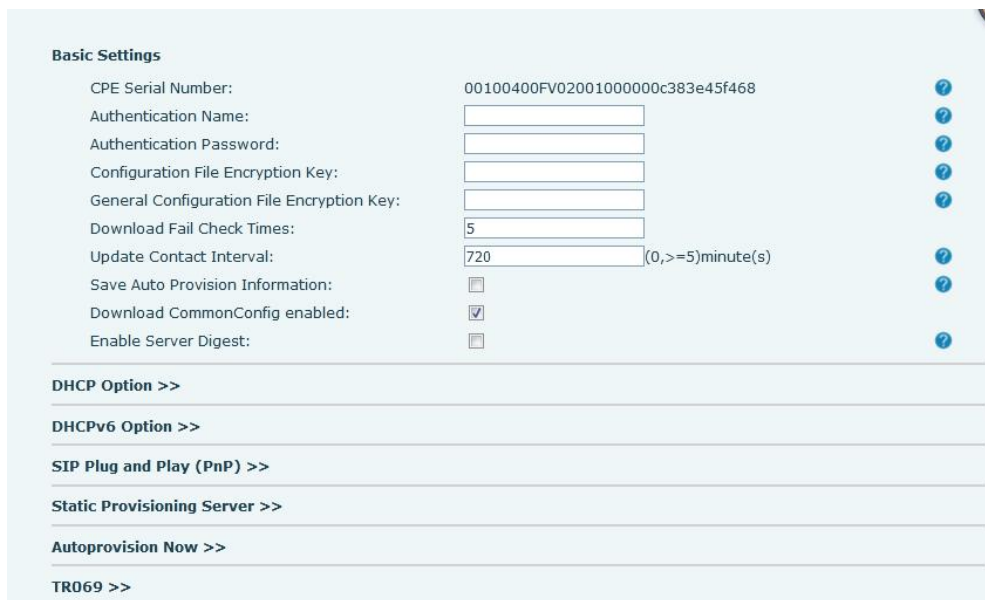 Basic Settings
CPE Serial Number: 00100400FV02001000000c383e45f468
Authentication Name:
Authentication Password:
Configuration File Encryption Key:
General Configuration File Encryption Key:
Download Fail Check Times: 5
Update Contact Interval: 720 (0,>=5)minute(s)
Save Auto Provision Information:
Download CommonConfig enabled:
Enable Server Digest:
DHCP Option >>
DHCPv6 Option >>
SIP Plug and Play (PnP) >>
Static Provisioning Server >>
Autoprovision Now >>
TR069 >>